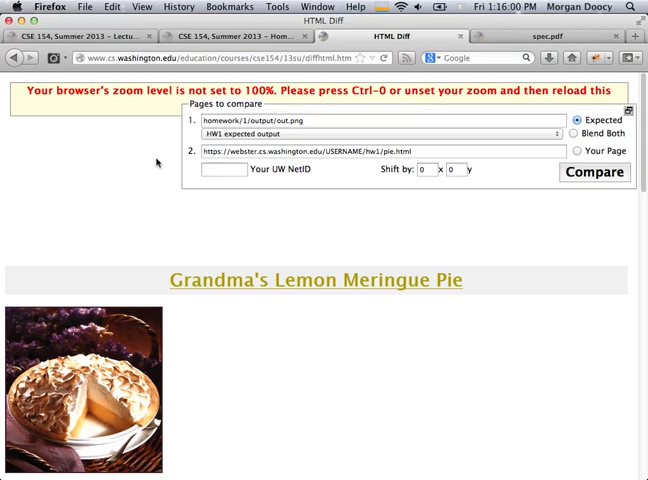 Firefox File Edit View History Bookmarks Tools Window Help Fri 1:16:00 PM Morgan Doocy
HTML Diff
CSE 154, Summer 2013 – Lectu... CSE 154, Summer 2013 – Hom... HTML Diff spec.pdf
www.cs.washington.edu/education/courses/cse154/13su/diffhtml.htm Google
Your browser's zoom level is not set to 100%. Please press Ctrl-0 or unset your zoom and then reload this
Pages to compare
1. homework/1/output/out.png Expected
HW1 expected output Blend Both
2. https://webster.cs.washington.edu/USERNAME/hw1/pie.html Your Page
Your UW NetID Shift by: 0 x 0 y Compare
Grandma's Lemon Meringue Pie